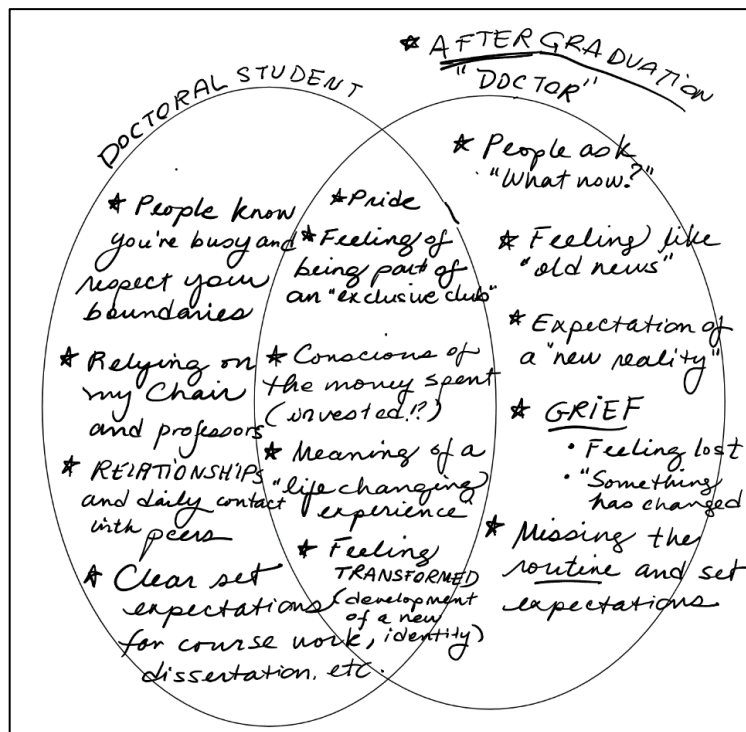 DOCTORAL STUDENT
★ People know
you're busy and
respect your
boundaries
★ Relying on
my Chair
and professors
★ RELATIONSHIPS
and daily contact
with peers
★ Clear set
expectations
for course work,
dissertation, etc.
★ Pride
★ Feeling of
being part of
an "exclusive club"
★ Conscious of
the money spent
(invested!?)
★ Meaning of a
"life changing
experience"
★ Feeling
TRANSFORMED
(development
of a new
identity)
★ AFTER GRADUATION
"DOCTOR"
★ People ask
"What now?"
★ Feeling like
"old news"
★ Expectation of
a "new reality"
★ GRIEF
• Feeling lost
• "Something
has changed
★ Missing the
routine and set
expectations